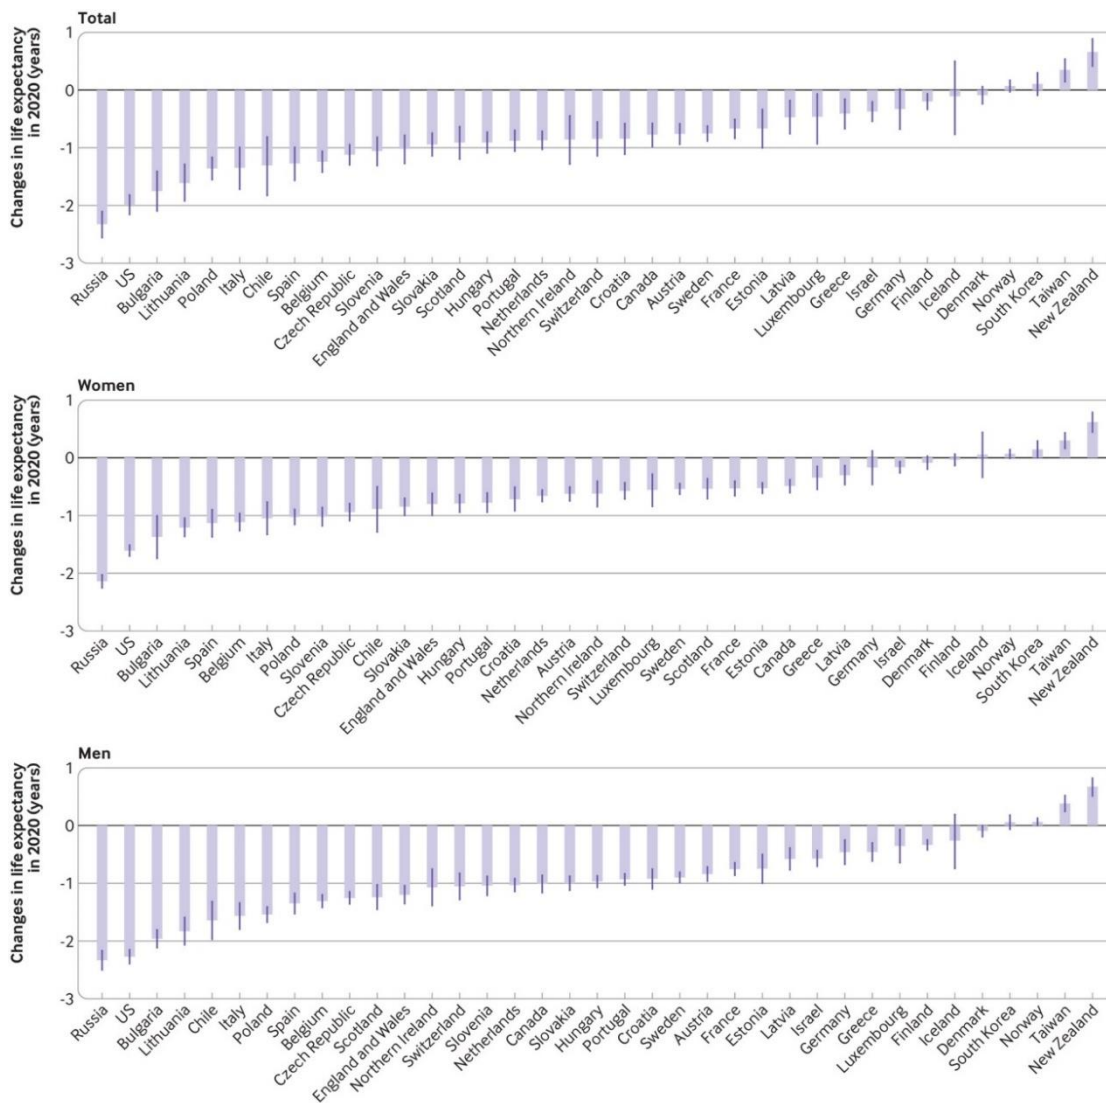 Total
Changes in life expectancy
in 2020 (years)
1
0
-1
-2
-3
Russia
US
Bulgaria
Lithuania
Poland
Italy
Chile
Spain
Belgium
Czech Republic
Slovenia
England and Wales
Slovakia
Scotland
Hungary
Portugal
Netherlands
Northern Ireland
Switzerland
Croatia
Canada
Austria
Sweden
France
Estonia
Latvia
Luxembourg
Greece
Israel
Germany
Finland
Iceland
Denmark
Norway
South Korea
Taiwan
New Zealand
Women
Changes in life expectancy
in 2020 (years)
1
0
-1
-2
-3
Russia
US
Bulgaria
Lithuania
Spain
Belgium
Italy
Poland
Slovenia
Czech Republic
Chile
Slovakia
England and Wales
Hungary
Portugal
Croatia
Netherlands
Austria
Northern Ireland
Switzerland
Luxembourg
Sweden
Scotland
France
Estonia
Canada
Greece
Latvia
Germany
Israel
Denmark
Finland
Iceland
Norway
South Korea
Taiwan
New Zealand
Men
Changes in life expectancy
in 2020 (years)
1
0
-1
-2
-3
Russia
US
Bulgaria
Lithuania
Chile
Italy
Poland
Spain
Belgium
Czech Republic
Scotland
England and Wales
Northern Ireland
Switzerland
Slovenia
Netherlands
Canada
Slovakia
Hungary
Portugal
Croatia
Sweden
Austria
France
Estonia
Latvia
Israel
Germany
Greece
Luxembourg
Finland
Iceland
Denmark
South Korea
Norway
Taiwan
New Zealand